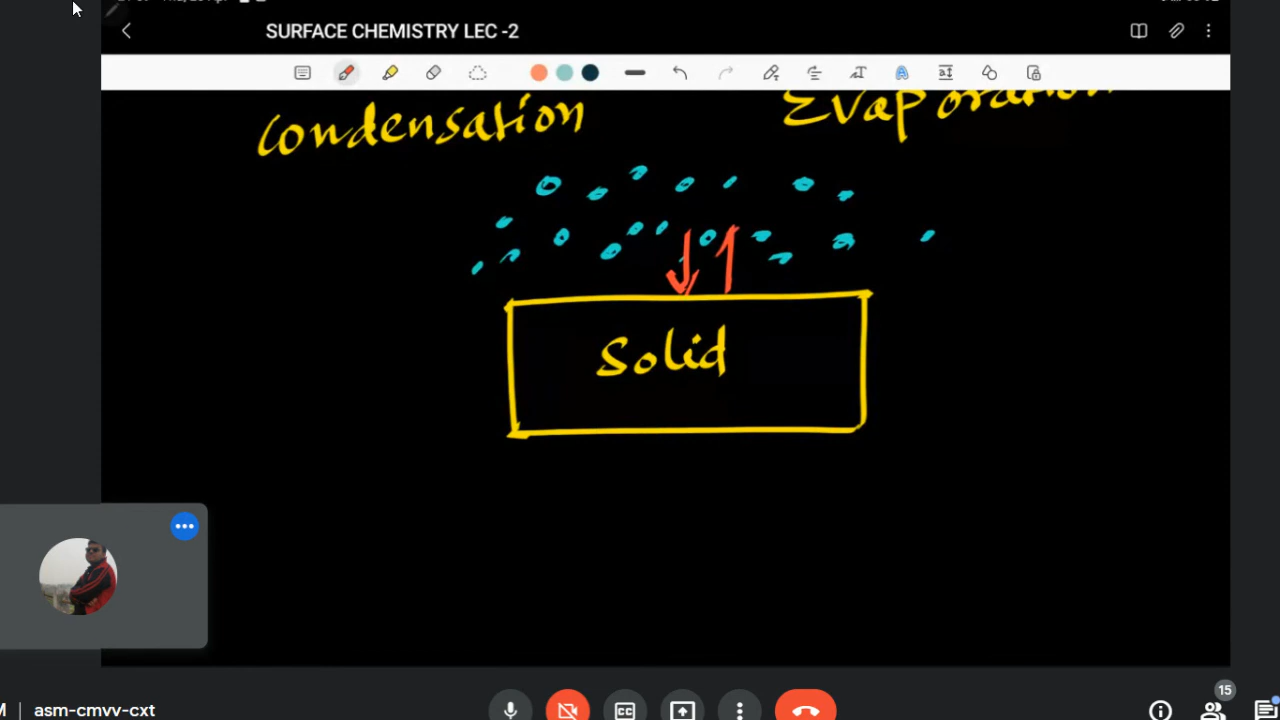 SURFACE CHEMISTRY LEC -2
Condensation Evaporation
Solid
M | asm-cmvv-cxt
15